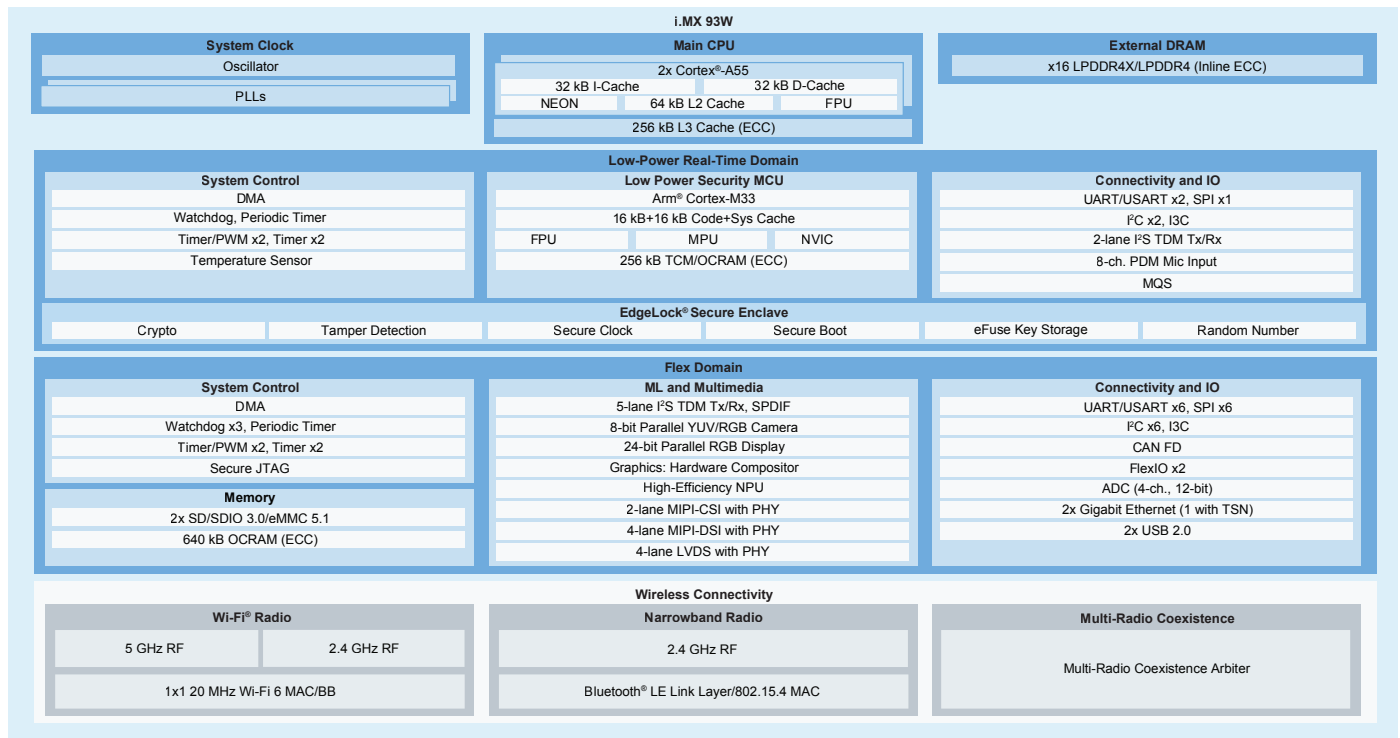 i.MX 93W
System Clock
Oscillator
PLLs
Main CPU
2x Cortex®-A55
32 kB I-Cache
32 kB D-Cache
NEON
64 kB L2 Cache
FPU
256 kB L3 Cache (ECC)
External DRAM
x16 LPDDR4X/LPDDR4 (Inline ECC)
Low-Power Real-Time Domain
System Control
DMA
Watchdog, Periodic Timer
Timer/PWM x2, Timer x2
Temperature Sensor
Low Power Security MCU
Arm® Cortex-M33
16 kB+16 kB Code+Sys Cache
FPU
MPU
NVIC
256 kB TCM/OCRAM (ECC)
Connectivity and IO
UART/USART x2, SPI x1
I²C x2, I3C
2-lane I²S TDM Tx/Rx
8-ch. PDM Mic Input
MQS
EdgeLock® Secure Enclave
Crypto
Tamper Detection
Secure Clock
Secure Boot
eFuse Key Storage
Random Number
Flex Domain
System Control
DMA
Watchdog x3, Periodic Timer
Timer/PWM x2, Timer x2
Secure JTAG
Memory
2x SD/SDIO 3.0/eMMC 5.1
640 kB OCRAM (ECC)
ML and Multimedia
5-lane I²S TDM Tx/Rx, SPDIF
8-bit Parallel YUV/RGB Camera
24-bit Parallel RGB Display
Graphics: Hardware Compositor
High-Efficiency NPU
2-lane MIPI-CSI with PHY
4-lane MIPI-DSI with PHY
4-lane LVDS with PHY
Connectivity and IO
UART/USART x6, SPI x6
I²C x6, I3C
CAN FD
FlexIO x2
ADC (4-ch., 12-bit)
2x Gigabit Ethernet (1 with TSN)
2x USB 2.0
Wireless Connectivity
Wi-Fi® Radio
5 GHz RF
2.4 GHz RF
1x1 20 MHz Wi-Fi 6 MAC/BB
Narrowband Radio
2.4 GHz RF
Bluetooth® LE Link Layer/802.15.4 MAC
Multi-Radio Coexistence
Multi-Radio Coexistence Arbiter